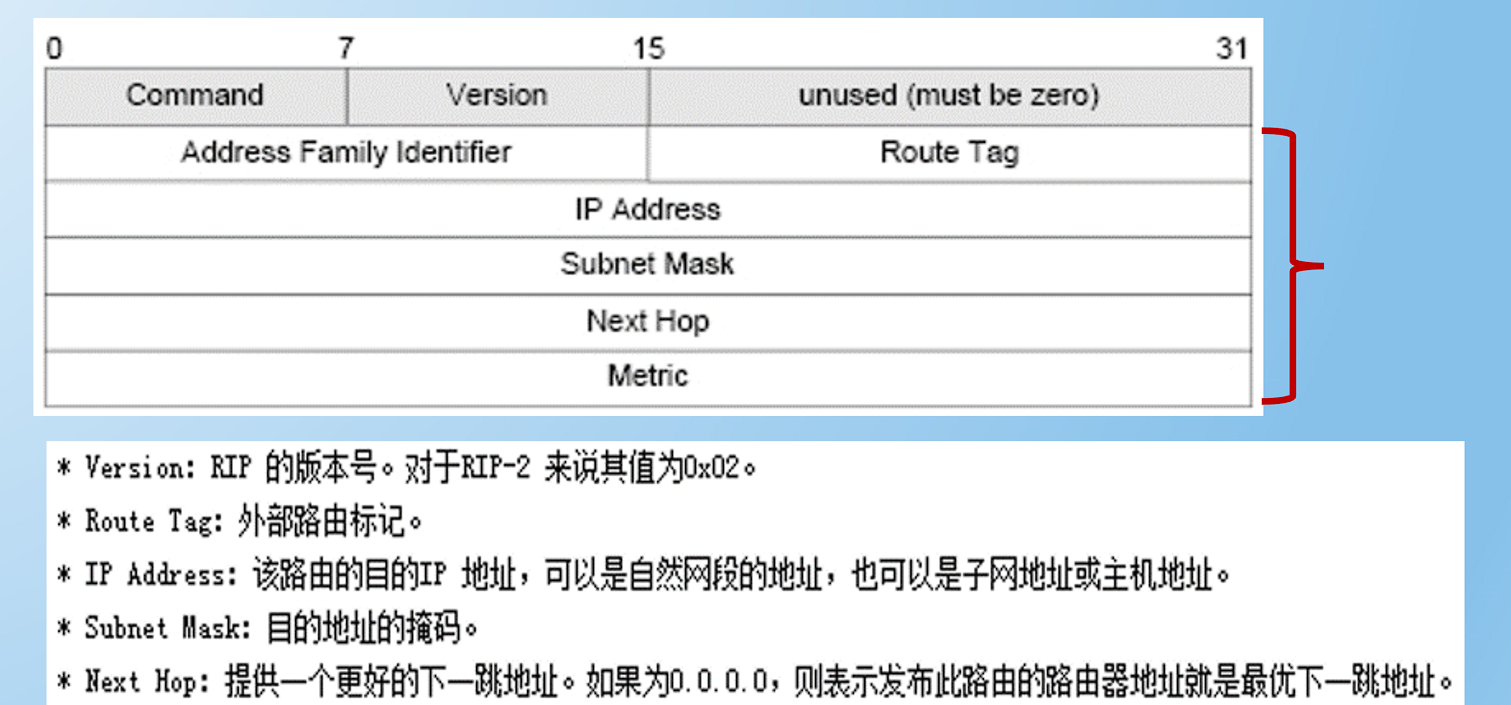 0 7 15 31
Command Version unused (must be zero)
Address Family Identifier Route Tag
IP Address
Subnet Mask
Next Hop
Metric
* Version: RIP 的版本号。对于RIP-2 来说其值为0x02。
* Route Tag: 外部路由标记。
* IP Address: 该路由的目的IP 地址，可以是自然网段的地址，也可以是子网地址或主机地址。
* Subnet Mask: 目的地址的掩码。
* Next Hop: 提供一个更好的下一跳地址。如果为0.0.0.0，则表示发布此路由的路由器地址就是最优下一跳地址。